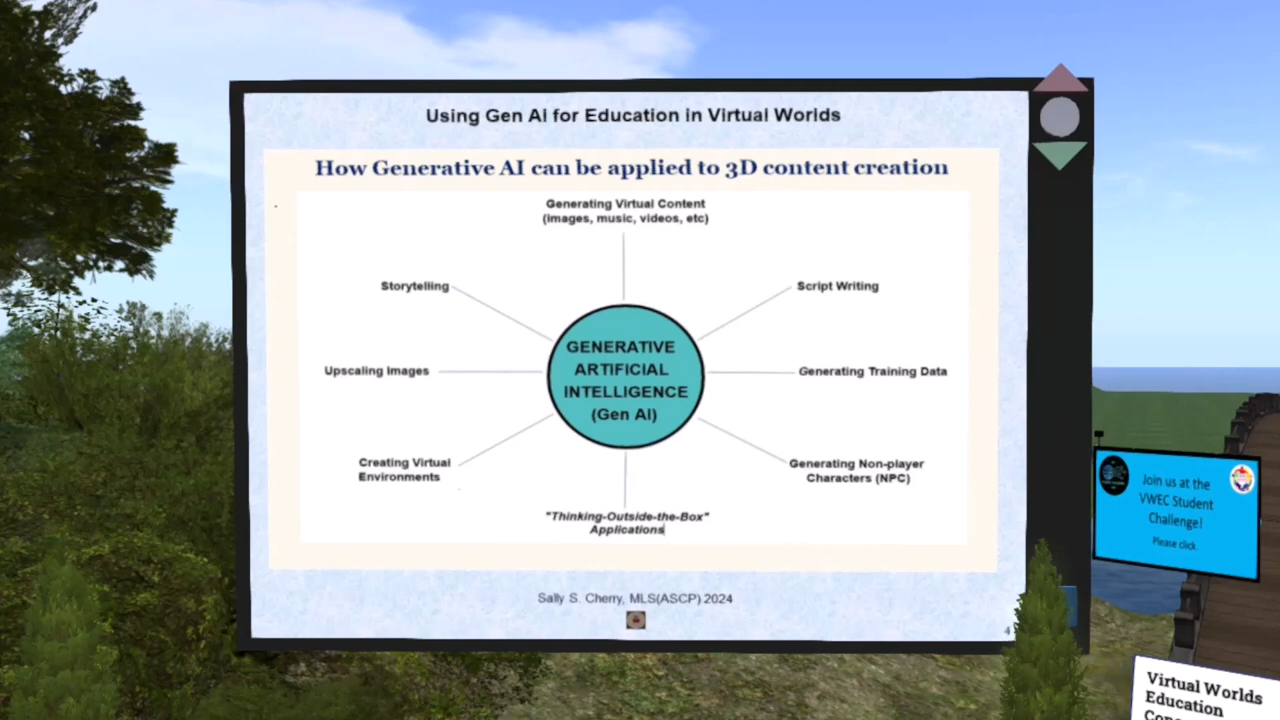 Using Gen AI for Education in Virtual Worlds
How Generative AI can be applied to 3D content creation
Generating Virtual Content
(images, music, videos, etc)
Storytelling
Script Writing
Upscaling Images
GENERATIVE
ARTIFICIAL
INTELLIGENCE
(Gen AI)
Generating Training Data
Creating Virtual
Environments
Generating Non-player
Characters (NPC)
"Thinking-Outside-the-Box"
Applications
Sally S. Cherry, MLS(ASCP) 2024
4
Join us at the
VWEC Student
Challenge!
Please click.
Virtual Worlds
Education